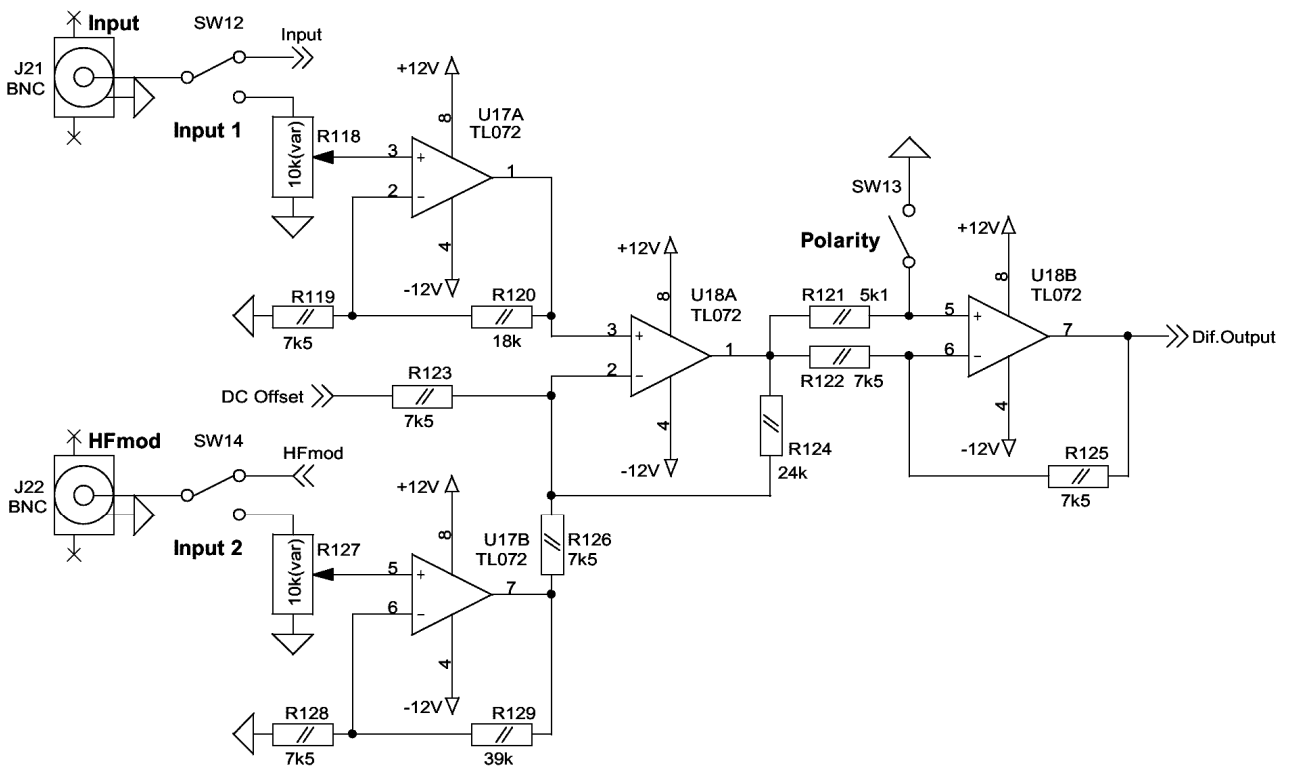 Input
SW12
Input
J21
BNC
Input 1
10k(var)
R118
+12V
8
U17A
TL072
3
+
2
−
1
4
-12V
R119
7k5
R120
18k
+12V
8
U18A
TL072
3
+
2
−
1
4
-12V
SW13
Polarity
R121 5k1
R122 7k5
+12V
8
U18B
TL072
5
+
6
−
7
4
-12V
Dif.Output
R123
7k5
DC Offset
R124
24k
R125
7k5
HFmod
SW14
HFmod
J22
BNC
Input 2
10k(var)
R127
+12V
8
U17B
TL072
R126
7k5
5
+
6
−
7
4
-12V
R128
7k5
R129
39k